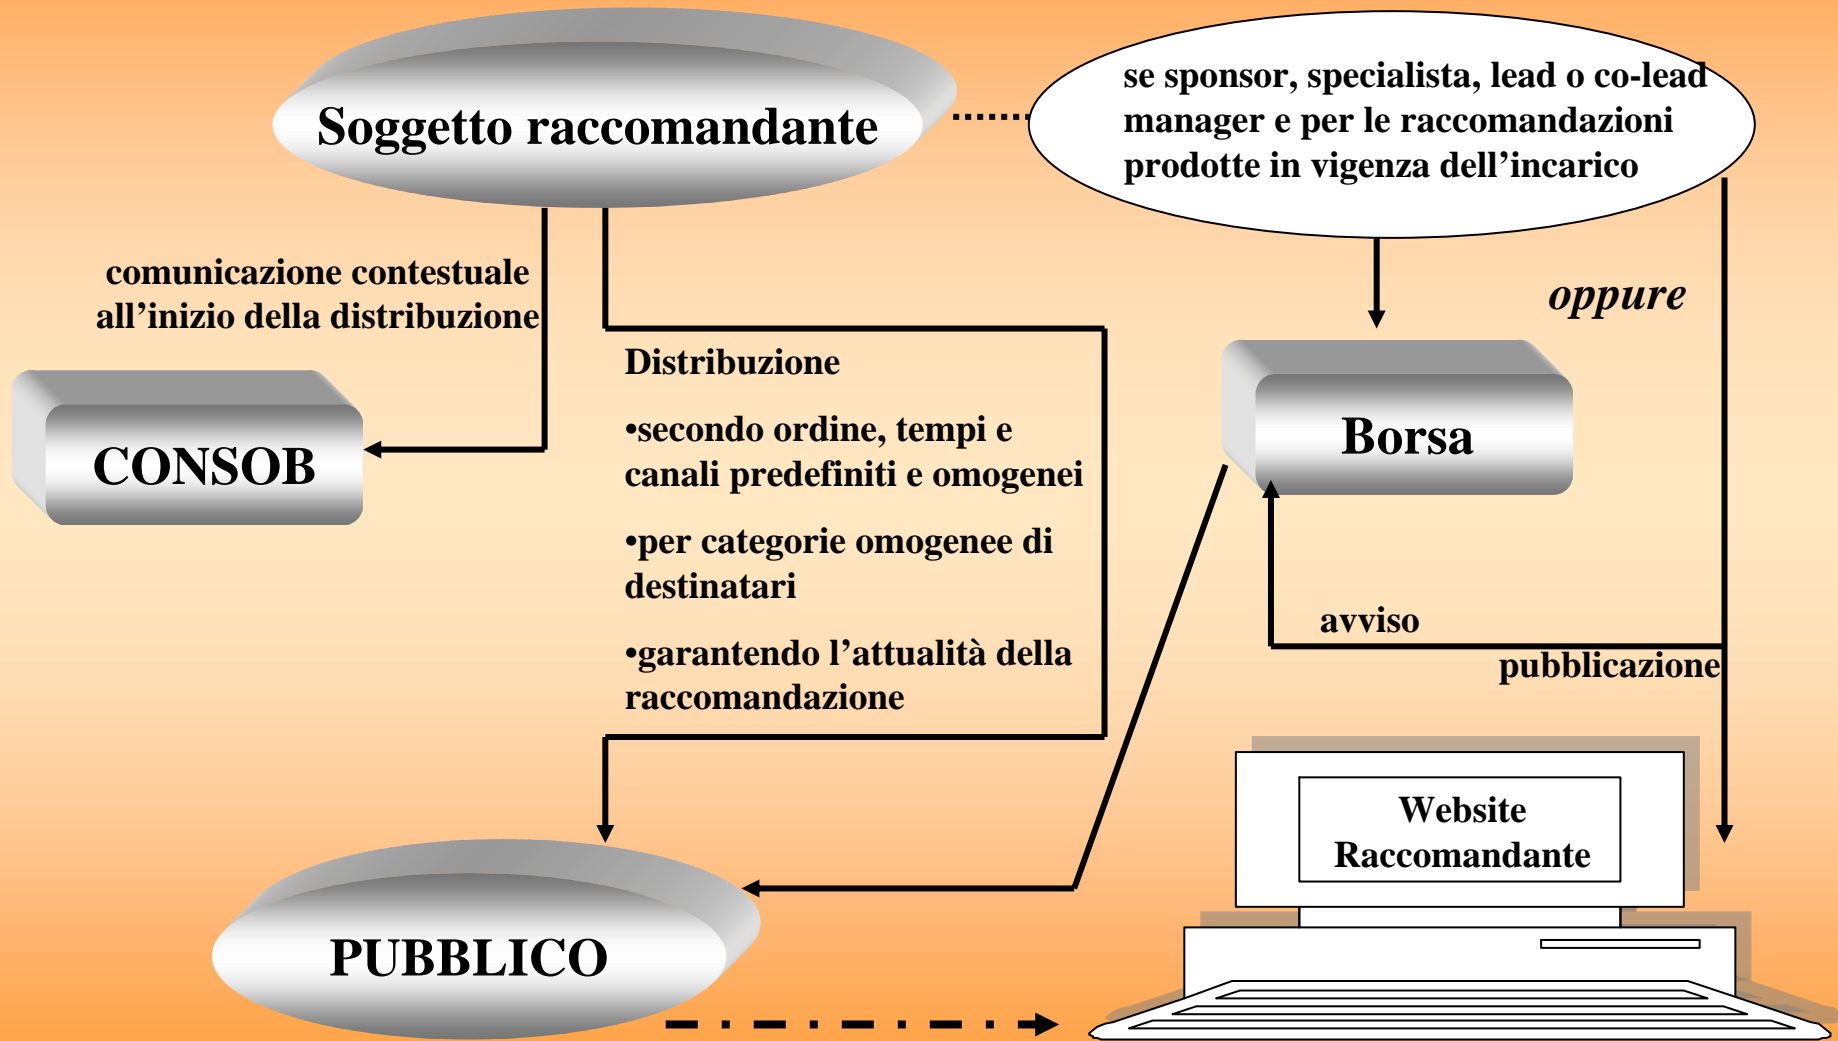 Soggetto raccomandante
se sponsor, specialista, lead o co-lead
manager e per le raccomandazioni
prodotte in vigenza dell’incarico
comunicazione contestuale
all’inizio della distribuzione
oppure
CONSOB
Distribuzione
•secondo ordine, tempi e
canali predefiniti e omogenei
•per categorie omogenee di
destinatari
•garantendo l’attualità della
raccomandazione
Borsa
avviso
pubblicazione
Website
Raccomandante
PUBBLICO